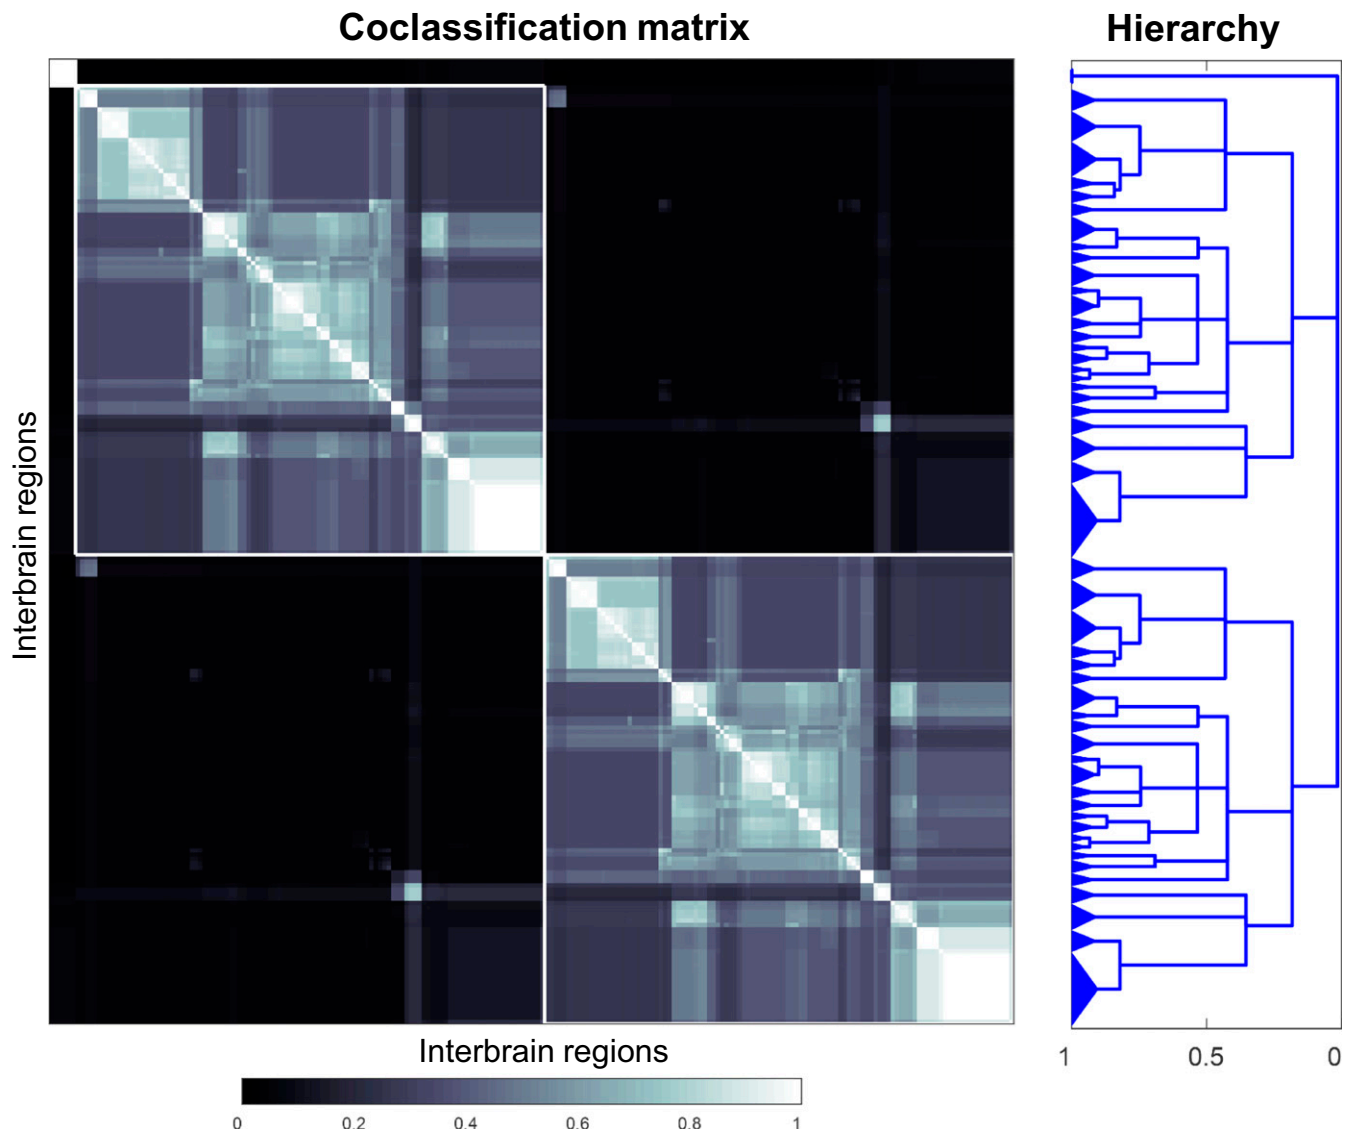 Coclassification matrix
Hierarchy
Interbrain regions
Interbrain regions
1 0.5 0
0 0.2 0.4 0.6 0.8 1